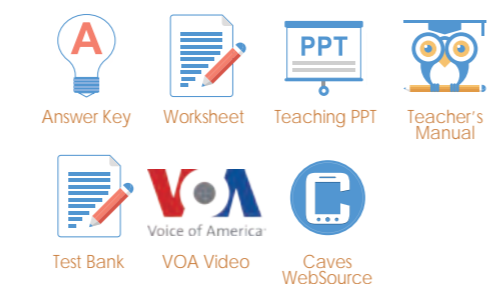 A
PPT
Answer Key
Worksheet
Teaching PPT
Teacher's
Manual
VOA
Voice of America
Test Bank
VOA Video
C
Caves
WebSource